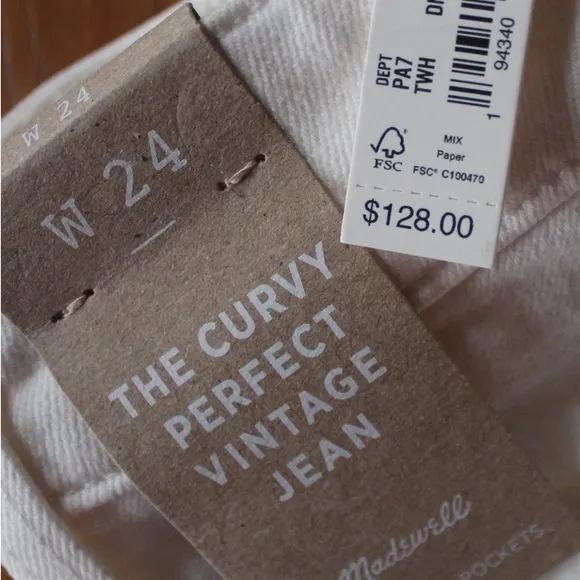 W 24
W 24
THE CURVY
PERFECT
VINTAGE
JEAN
Madewell
POCKETS
DEPT
PA7
TWH
1 94340
MIX
Paper
FSC
FSC® C100470
$128.00